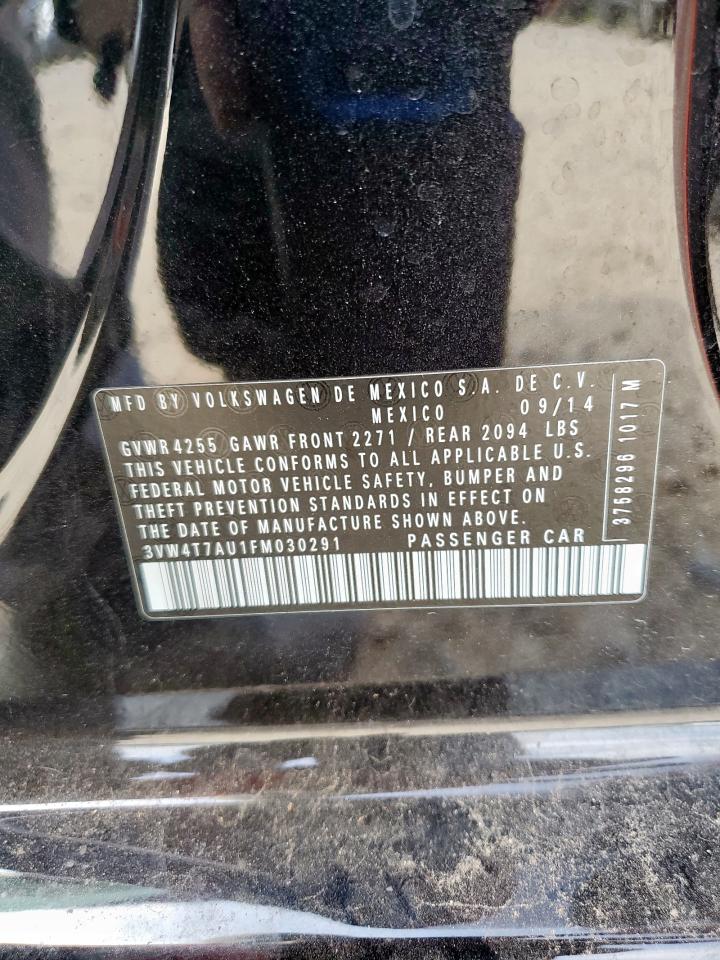 MFD BY VOLKSWAGEN DE MEXICO S.A. DE C.V.
MEXICO 09/14
GVWR 4255 GAWR FRONT 2271 / REAR 2094 LBS
THIS VEHICLE CONFORMS TO ALL APPLICABLE U.S.
FEDERAL MOTOR VEHICLE SAFETY, BUMPER AND
THEFT PREVENTION STANDARDS IN EFFECT ON
THE DATE OF MANUFACTURE SHOWN ABOVE.
3VW4T7AU1FM030291 PASSENGER CAR
3758296 1017 M